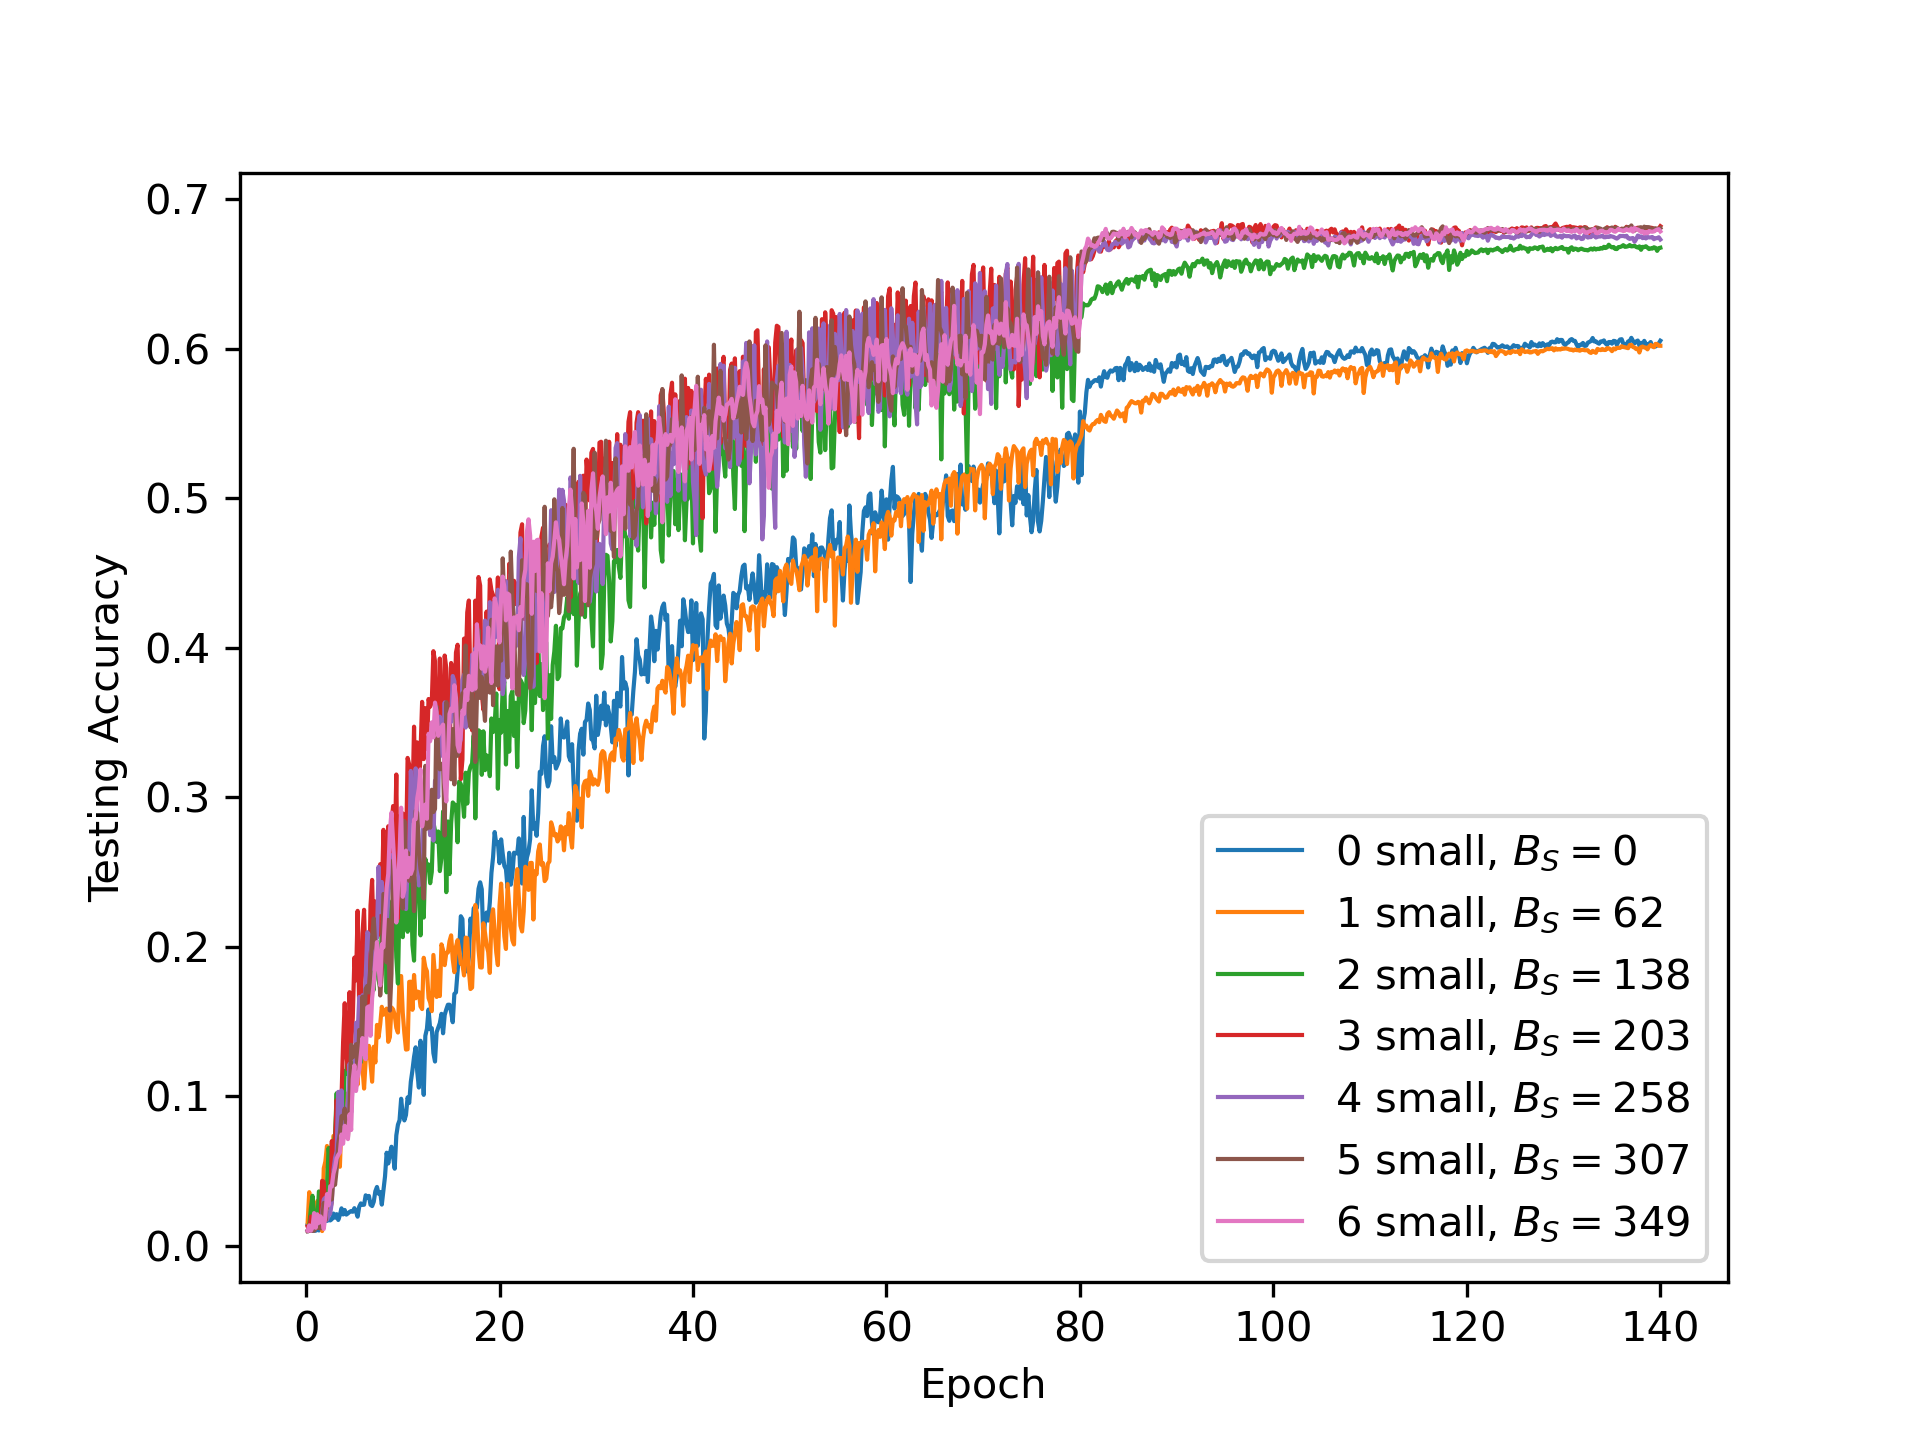 0.7
0.6
0.5
0.4
0.3
0.2
0.1
0.0
Testing Accuracy
0 small, B_S = 0
1 small, B_S = 62
2 small, B_S = 138
3 small, B_S = 203
4 small, B_S = 258
5 small, B_S = 307
6 small, B_S = 349
0 20 40 60 80 100 120 140
Epoch